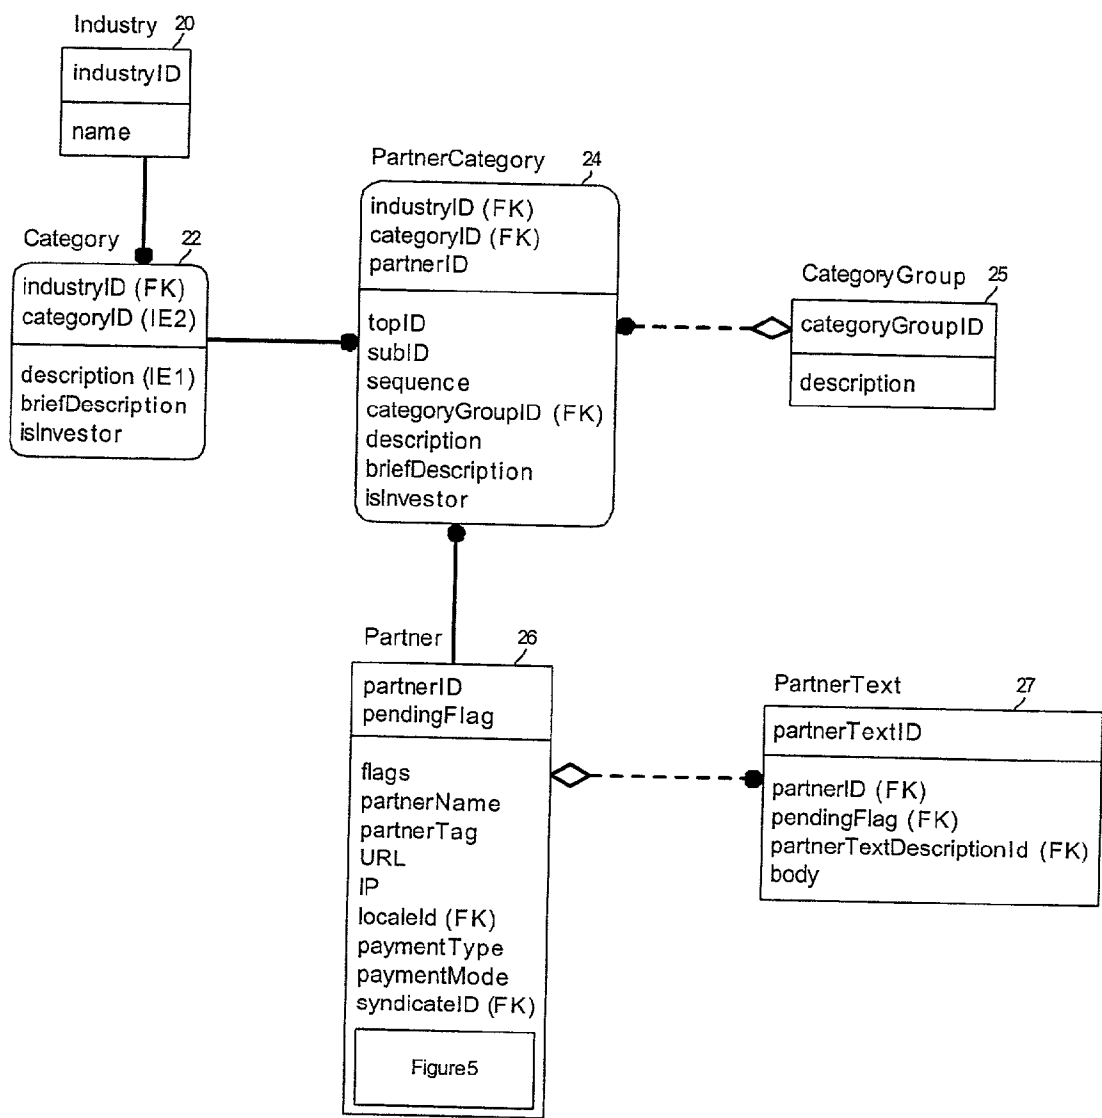 Industry 20
industryID
name
Category 22
industryID (FK)
categoryID (IE2)
description (IE1)
briefDescription
isInvestor
PartnerCategory 24
industryID (FK)
categoryID (FK)
partnerID
topID
subID
sequence
categoryGroupID (FK)
description
briefDescription
isInvestor
CategoryGroup 25
categoryGroupID
description
Partner 26
partnerID
pendingFlag
flags
partnerName
partnerTag
URL
IP
localeId (FK)
paymentType
paymentMode
syndicateID (FK)
Figure5
PartnerText 27
partnerTextID
partnerID (FK)
pendingFlag (FK)
partnerTextDescriptionId (FK)
body